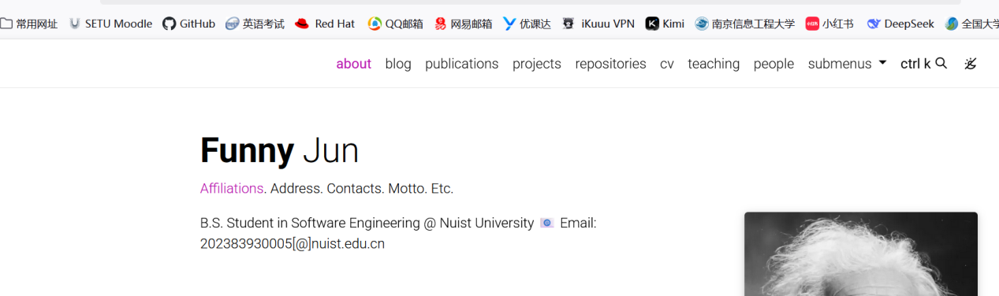 常用网址 SETU Moodle GitHub 英语考试 Red Hat QQ邮箱 网易邮箱 优课达 iKuuu VPN Kimi 南京信息工程大学 小红书 DeepSeek 全国大学
about blog publications projects repositories cv teaching people submenus ctrl k
Funny Jun
Affiliations. Address. Contacts. Motto. Etc.
B.S. Student in Software Engineering @ Nuist University 📧 Email:
202383930005[@]nuist.edu.cn